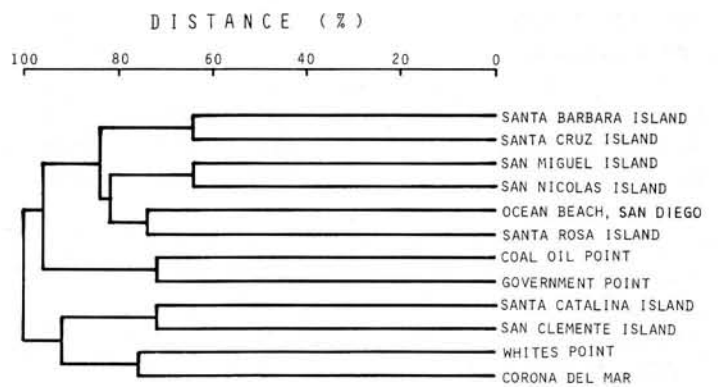 DISTANCE (%)
100 80 60 40 20 0
SANTA BARBARA ISLAND
SANTA CRUZ ISLAND
SAN MIGUEL ISLAND
SAN NICOLAS ISLAND
OCEAN BEACH, SAN DIEGO
SANTA ROSA ISLAND
COAL OIL POINT
GOVERNMENT POINT
SANTA CATALINA ISLAND
SAN CLEMENTE ISLAND
WHITES POINT
CORONA DEL MAR